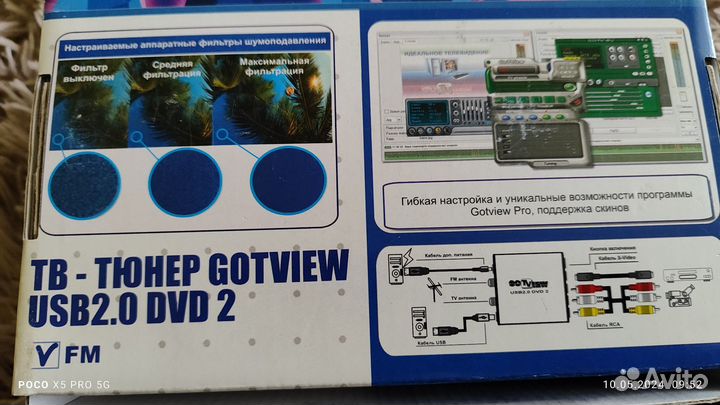 Настраиваемые аппаратные фильтры шумоподавления
Фильтр
выключен
Средняя
фильтрация
Максимальная
фильтрация
ИДЕАЛЬНОЕ ТЕЛЕВИДЕНИЕ
Гибкая настройка и уникальные возможности программы
Gotview Pro, поддержка скинов
ТВ - ТЮНЕР GOTVIEW
USB2.0 DVD 2
FM
Кабель доп. питания
FM антенна
TV антенна
Кабель USB
GOTVIEW
USB2.0 DVD 2
Кнопка включения
Кабель S-Video
Кабель RCA
POCO X5 PRO 5G
10.05.2024 09:52
Avito